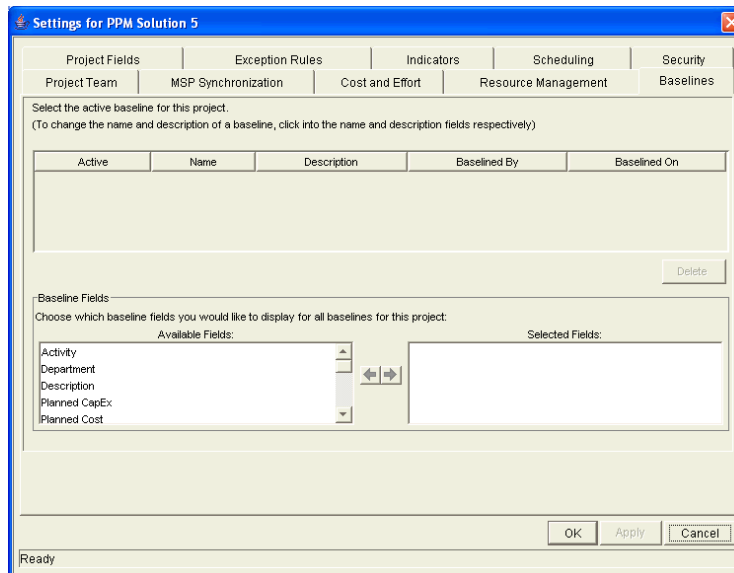 Settings for PPM Solution 5
Project Fields Exception Rules Indicators Scheduling Security
Project Team MSP Synchronization Cost and Effort Resource Management Baselines
Select the active baseline for this project.
(To change the name and description of a baseline, click into the name and description fields respectively)
Active Name Description Baselined By Baselined On
Delete
Baseline Fields
Choose which baseline fields you would like to display for all baselines for this project:
Available Fields: Selected Fields:
Activity
Department
Description
Planned CapEx
Planned Cost
OK Apply Cancel
Ready